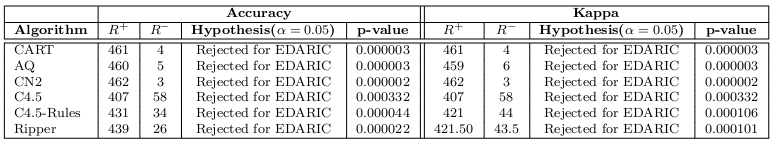 Accuracy Kappa
Algorithm R+ R− Hypothesis(α = 0.05) p-value R+ R− Hypothesis(α = 0.05) p-value
CART 461 4 Rejected for EDARIC 0.000003 461 4 Rejected for EDARIC 0.000003
AQ 460 5 Rejected for EDARIC 0.000003 459 6 Rejected for EDARIC 0.000003
CN2 462 3 Rejected for EDARIC 0.000002 462 3 Rejected for EDARIC 0.000002
C4.5 407 58 Rejected for EDARIC 0.000332 407 58 Rejected for EDARIC 0.000332
C4.5-Rules 431 34 Rejected for EDARIC 0.000044 421 44 Rejected for EDARIC 0.000106
Ripper 439 26 Rejected for EDARIC 0.000022 421.50 43.5 Rejected for EDARIC 0.000101